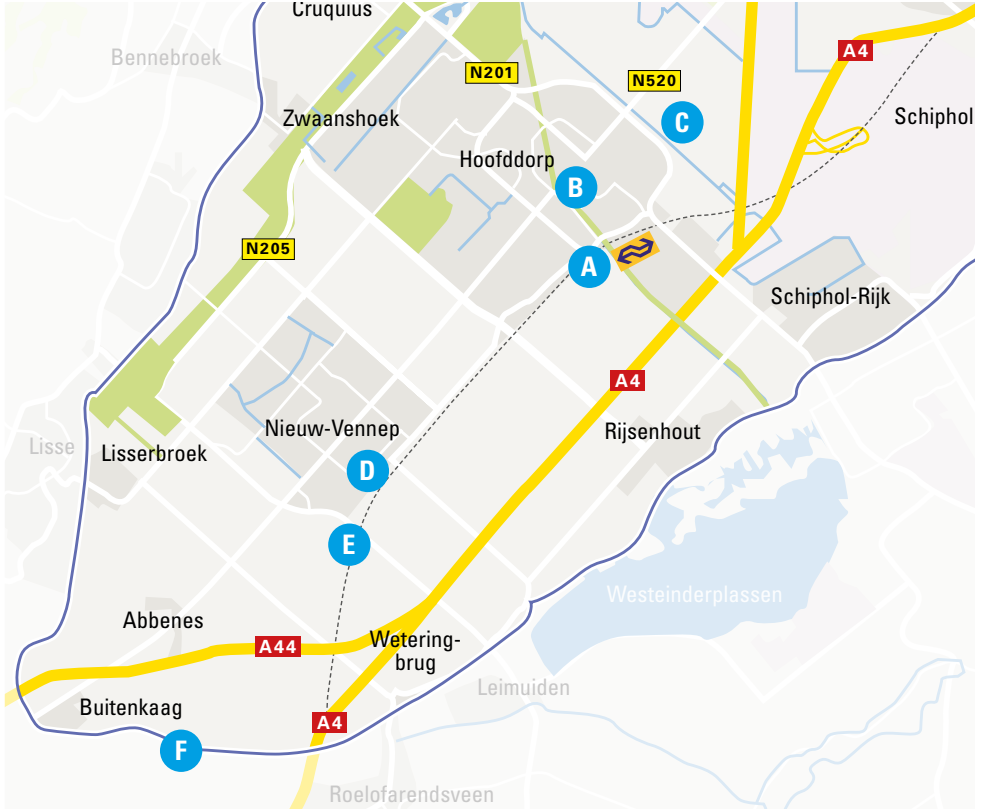 Cruquius
Bennebroek
A4
N201
N520
Zwaanshoek
C
Schiphol
Hoofddorp
B
N205
A
Schiphol-Rijk
A4
Nieuw-Vennep
Rijsenhout
Lisse
Lisserbroek
D
E
Westeinderplassen
Abbenes
A44
Wetering-
brug
Leimuiden
Buitenkaag
A4
F
Roelofarendsveen